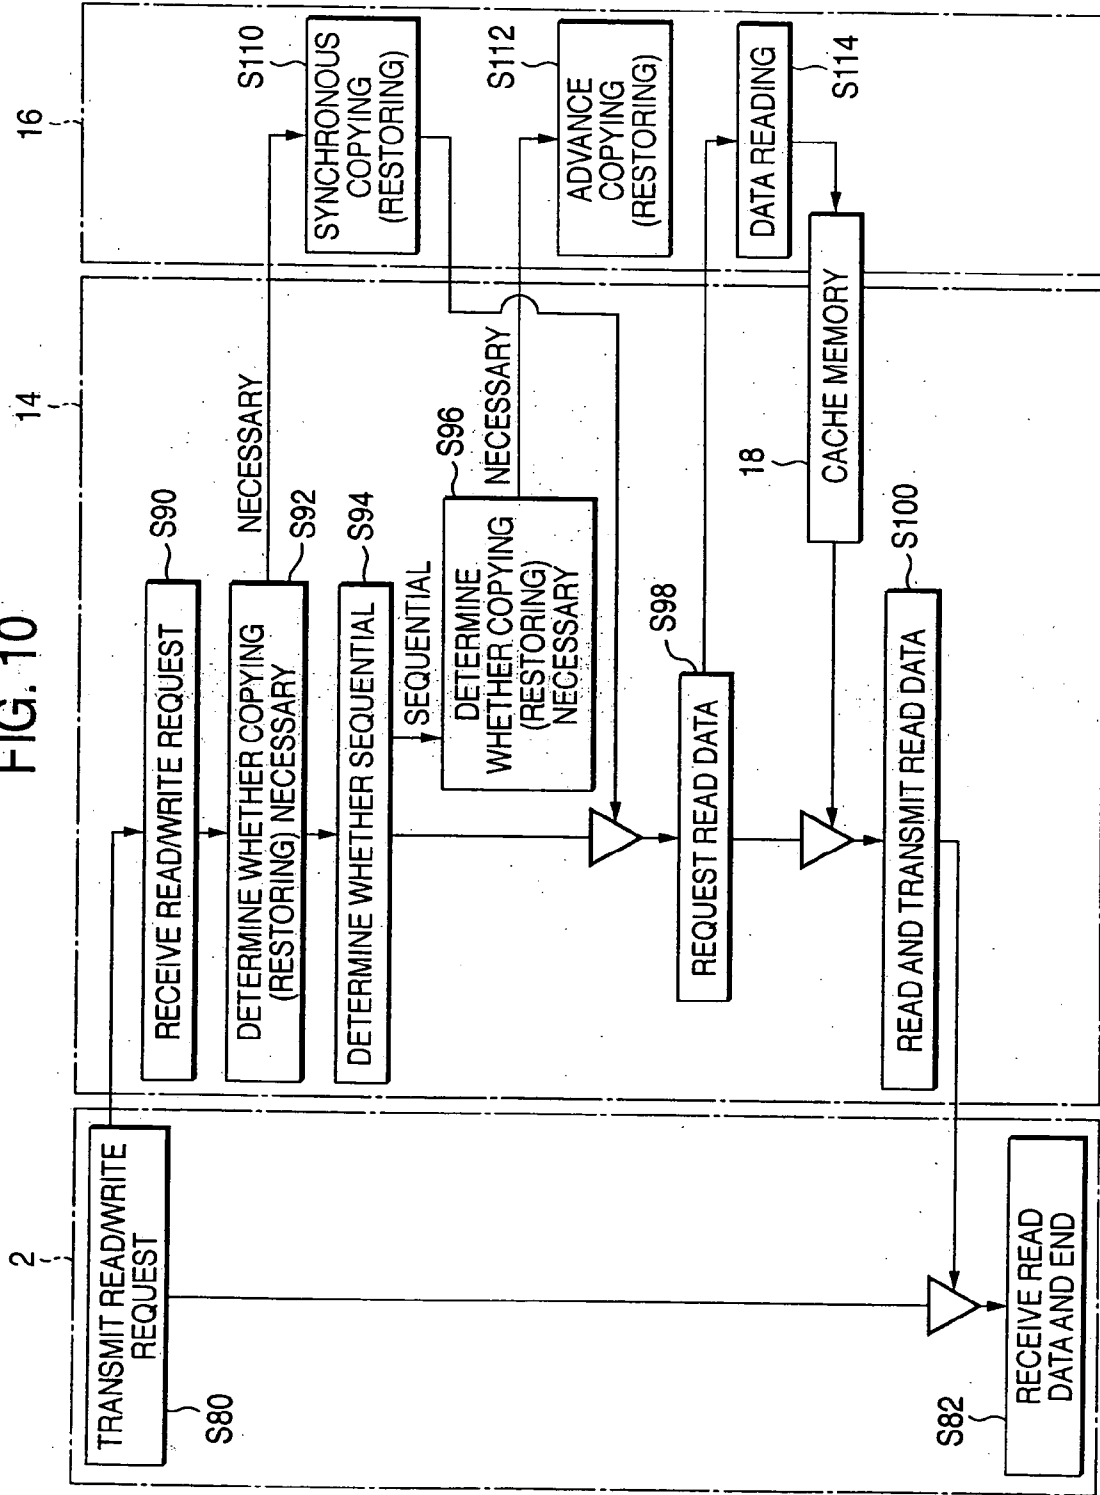 FIG. 10
2
14
16
TRANSMIT READ/WRITE
REQUEST
S80
RECEIVE READ/WRITE REQUEST
S90
DETERMINE WHETHER COPYING
(RESTORING) NECESSARY
S92
NECESSARY
SYNCHRONOUS
COPYING
(RESTORING)
S110
DETERMINE WHETHER SEQUENTIAL
S94
SEQUENTIAL
DETERMINE
WHETHER COPYING
(RESTORING)
NECESSARY
S96
NECESSARY
ADVANCE
COPYING
(RESTORING)
S112
REQUEST READ DATA
S98
DATA READING
S114
CACHE MEMORY
18
READ AND TRANSMIT READ DATA
S100
RECEIVE READ
DATA AND END
S82